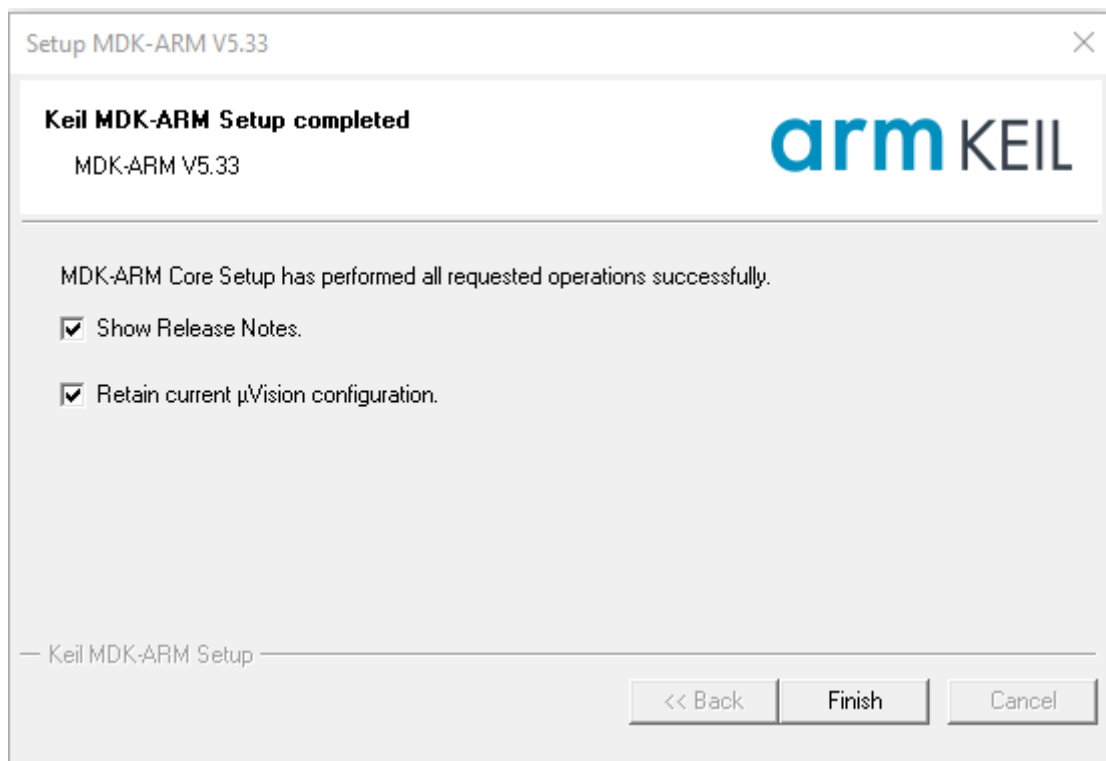 Setup MDK-ARM V5.33
Keil MDK-ARM Setup completed
MDK-ARM V5.33
arm KEIL
MDK-ARM Core Setup has performed all requested operations successfully.
Show Release Notes.
Retain current µVision configuration.
Keil MDK-ARM Setup
<< Back
Finish
Cancel